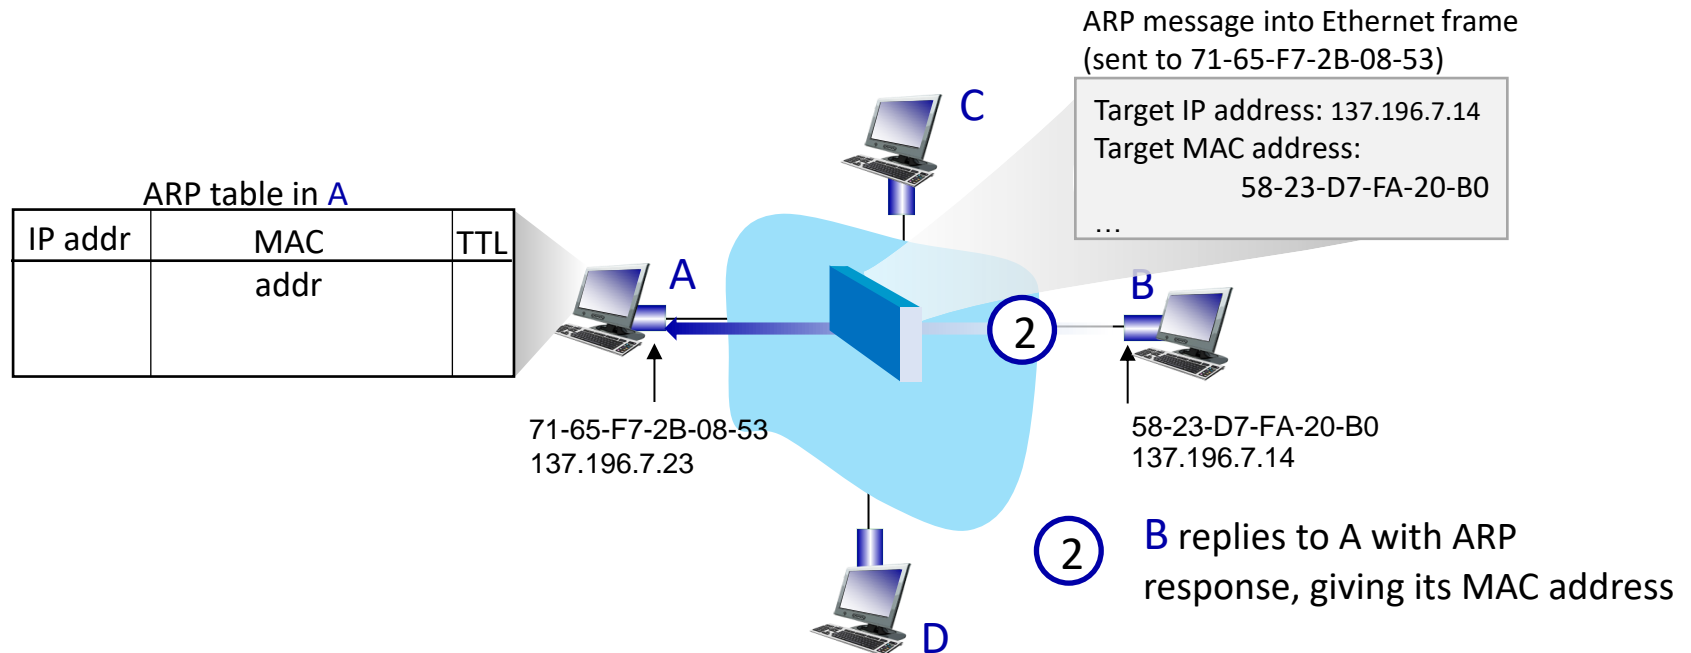 ARP message into Ethernet frame
(sent to 71-65-F7-2B-08-53)
Target IP address: 137.196.7.14
Target MAC address:
58-23-D7-FA-20-B0
…
C
ARP table in A
IP addr
MAC
addr
TTL
A
B
2
71-65-F7-2B-08-53
137.196.7.23
58-23-D7-FA-20-B0
137.196.7.14
2
B replies to A with ARP
response, giving its MAC address
D